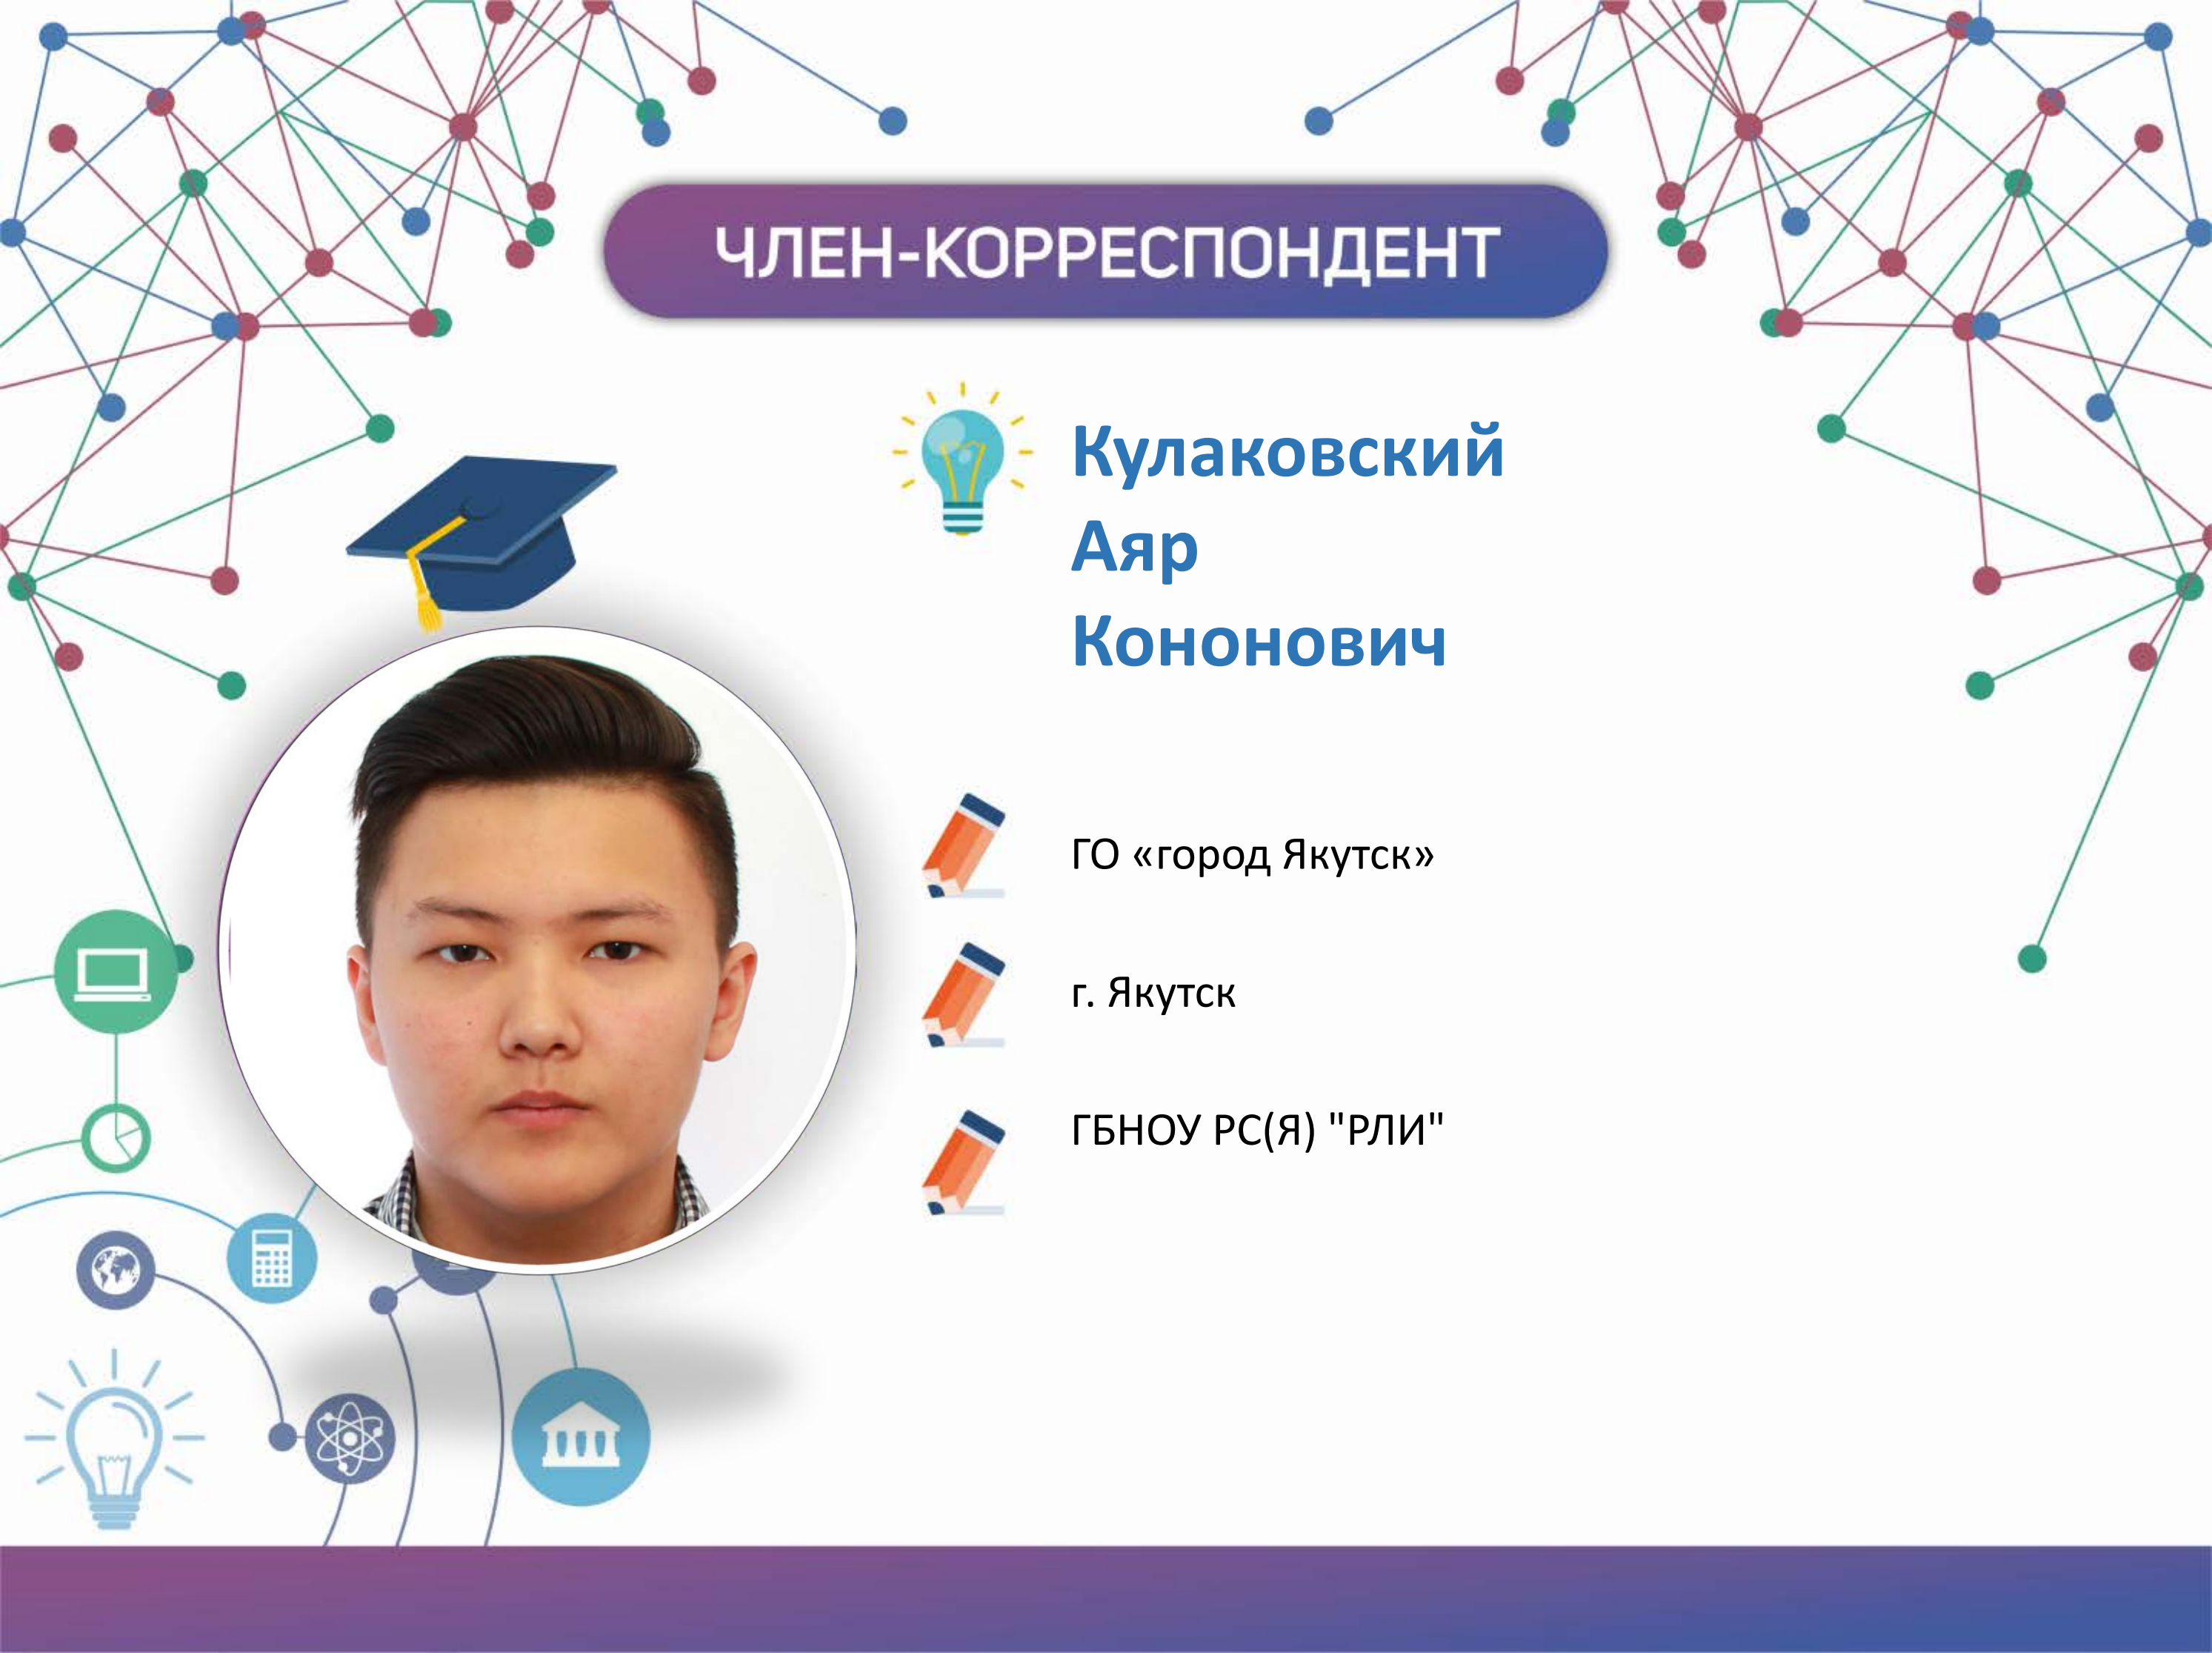 ЧЛЕН-КОРРЕСПОНДЕНТ
Кулаковский
Аяр
Кононович
ГО «город Якутск»
г. Якутск
ГБНОУ РС(Я) "РЛИ"